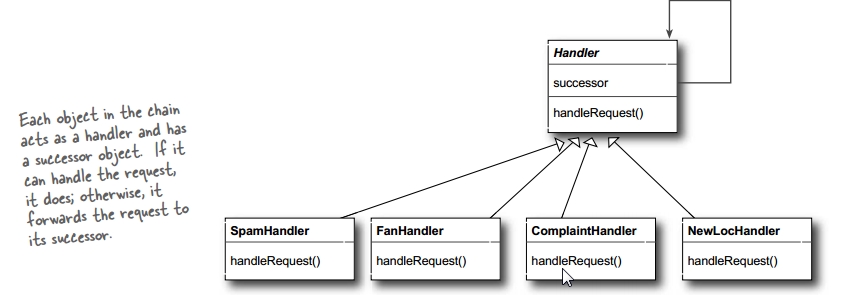 Handler
successor
handleRequest()
Each object in the chain
acts as a handler and has
a successor object. If it
can handle the request,
it does; otherwise, it
forwards the request to
its successor.
SpamHandler
handleRequest()
FanHandler
handleRequest()
ComplaintHandler
handleRequest()
NewLocHandler
handleRequest()